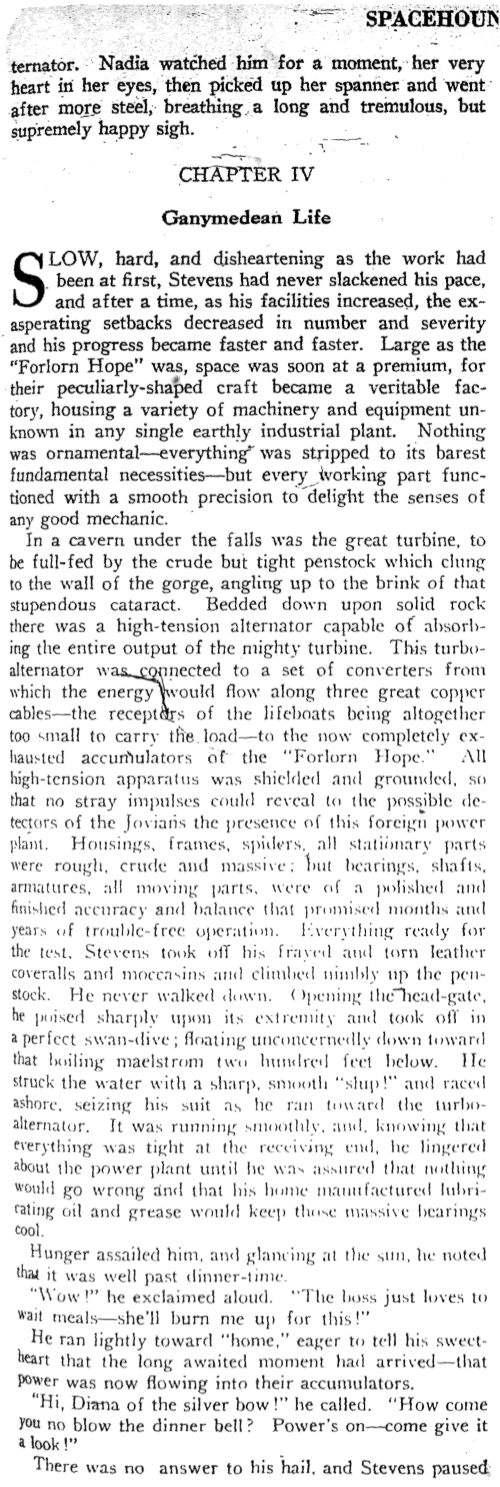 SPACEHOUN
ternator. Nadia watched him for a moment, her very
heart in her eyes, then picked up her spanner and went
after more steel, breathing a long and tremulous, but
supremely happy sigh.
CHAPTER IV
Ganymedean Life
SLOW, hard, and disheartening as the work had
been at first, Stevens had never slackened his pace,
and after a time, as his facilities increased, the ex-
asperating setbacks decreased in number and severity
and his progress became faster and faster. Large as the
"Forlorn Hope" was, space was soon at a premium, for
their peculiarly-shaped craft became a veritable fac-
tory, housing a variety of machinery and equipment un-
known in any single earthly industrial plant. Nothing
was ornamental—everything was stripped to its barest
fundamental necessities—but every working part func-
tioned with a smooth precision to delight the senses of
any good mechanic.
In a cavern under the falls was the great turbine, to
be full-fed by the crude but tight penstock which clung
to the wall of the gorge, angling up to the brink of that
stupendous cataract. Bedded down upon solid rock
there was a high-tension alternator capable of absorb-
ing the entire output of the mighty turbine. This turbo-
alternator was connected to a set of converters from
which the energy would flow along three great copper
cables—the receptors of the lifeboats being altogether
too small to carry the load—to the now completely ex-
hausted accumulators of the "Forlorn Hope." All
high-tension apparatus was shielded and grounded, so
that no stray impulses could reveal to the possible de-
tectors of the Jovians the presence of this foreign power
plant. Housings, frames, spiders, all stationary parts
were rough, crude and massive; but bearings, shafts,
armatures, all moving parts, were of a polished and
finished accuracy and balance that promised months and
years of trouble-free operation. Everything ready for
the test, Stevens took off his frayed and torn leather
coveralls and moccasins and climbed nimbly up the pen-
stock. He never walked down. Opening the head-gate,
he poised sharply upon its extremity and took off in
a perfect swan-dive; floating unconcernedly down toward
that boiling maelstrom two hundred feet below. He
struck the water with a sharp, smooth "slup!" and raced
ashore, seizing his suit as he ran toward the turbo-
alternator. It was running smoothly, and, knowing that
everything was tight at the receiving end, he lingered
about the power plant until he was assured that nothing
would go wrong and that his home manufactured lubri-
cating oil and grease would keep those massive bearings
cool.
Hunger assailed him, and glancing at the sun, he noted
that it was well past dinner-time.
"Wow!" he exclaimed aloud. "The boss just loves to
wait meals—she'll burn me up for this!"
He ran lightly toward "home," eager to tell his sweet-
heart that the long awaited moment had arrived—that
power was now flowing into their accumulators.
"Hi, Diana of the silver bow!" he called. "How come
you no blow the dinner bell? Power's on—come give it
a look!"
There was no answer to his hail, and Stevens paused